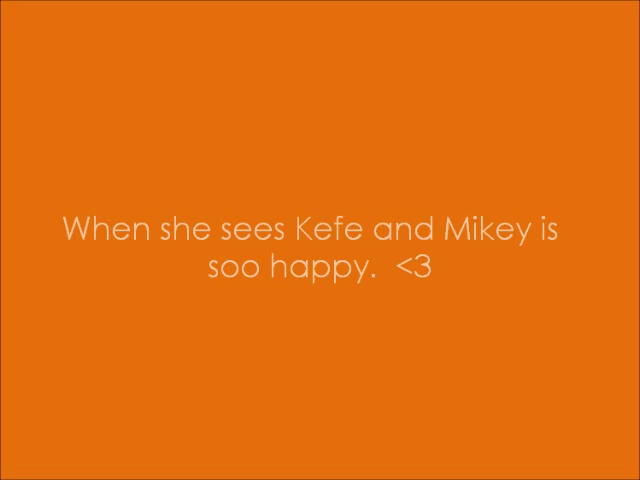 When she sees Kefe and Mikey is
soo happy.  <3